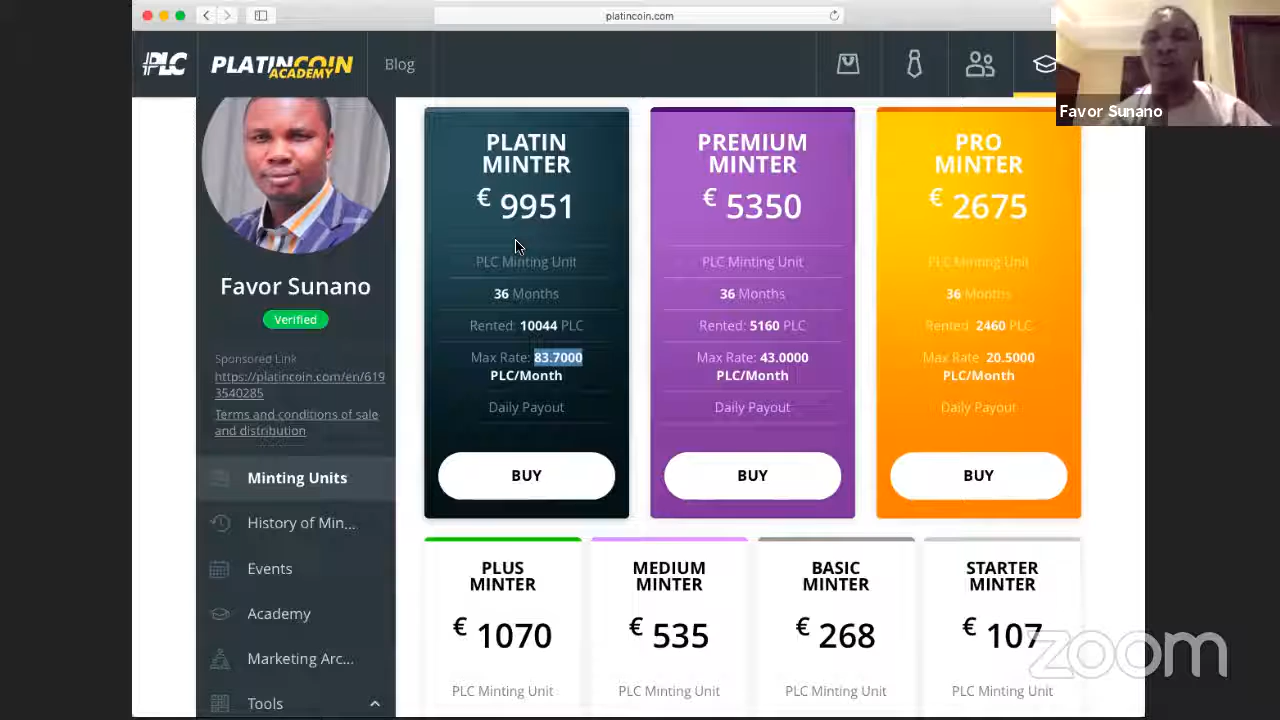 platincoin.com
PLC
PLATINCOIN
ACADEMY
Blog
Favor Sunano
Favor Sunano
Verified
Sponsored Link
https://platincoin.com/en/619
3540285
Terms and conditions of sale
and distribution
Minting Units
History of Min...
Events
Academy
Marketing Arc...
Tools
PLATIN
MINTER
€ 9951
PLC Minting Unit
36 Months
Rented: 10044 PLC
Max Rate: 83.7000
PLC/Month
Daily Payout
BUY
PREMIUM
MINTER
€ 5350
PLC Minting Unit
36 Months
Rented: 5160 PLC
Max Rate: 43.0000
PLC/Month
Daily Payout
BUY
PRO
MINTER
€ 2675
PLC Minting Unit
36 Months
Rented: 2460 PLC
Max Rate: 20.5000
PLC/Month
Daily Payout
BUY
PLUS
MINTER
€ 1070
PLC Minting Unit
MEDIUM
MINTER
€ 535
PLC Minting Unit
BASIC
MINTER
€ 268
PLC Minting Unit
STARTER
MINTER
€ 107
PLC Minting Unit
zoom